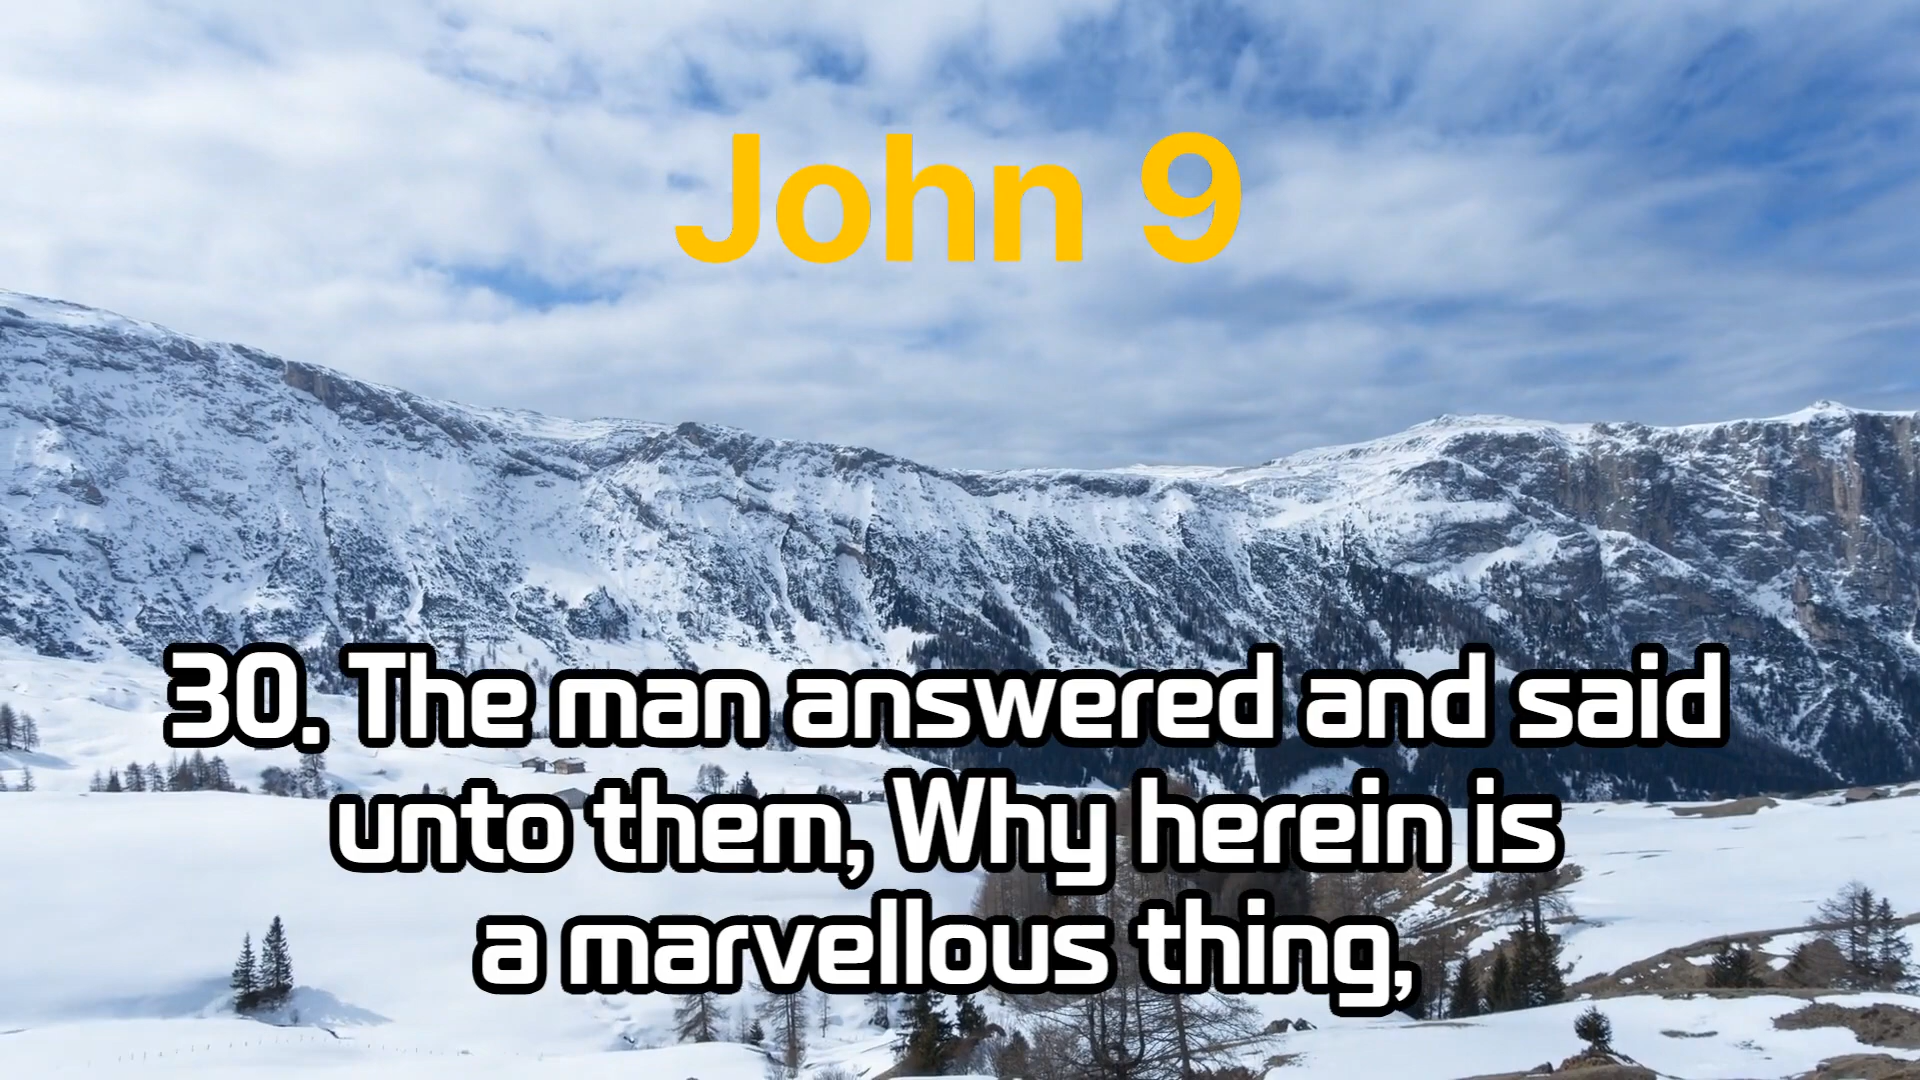 John 9
30. The man answered and said
unto them, Why herein is
a marvellous thing,